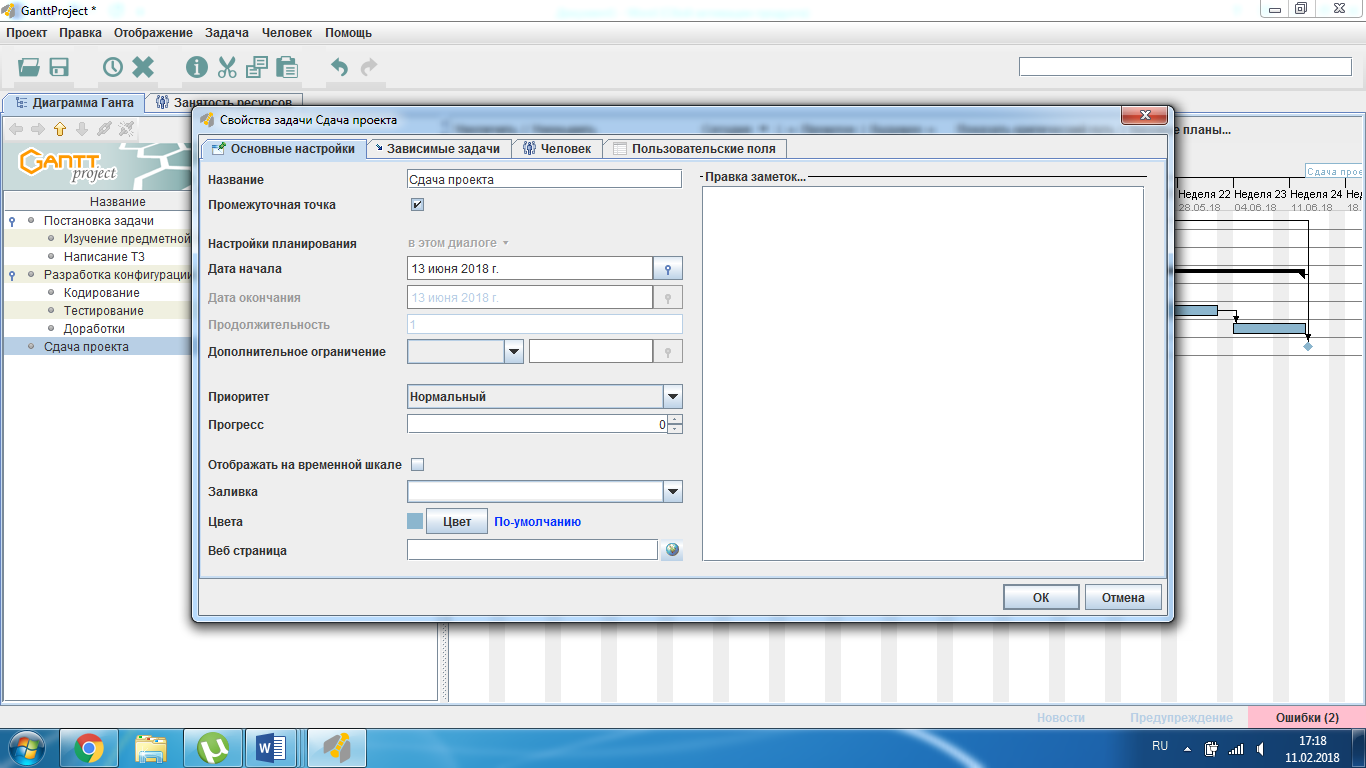 GanttProject *
Проект Правка Отображение Задача Человек Помощь
Диаграмма Ганта Занятость ресурсов
планы...
GANTT project
Название
Постановка задачи
Изучение предметной
Написание ТЗ
Разработка конфигурации
Кодирование
Тестирование
Доработки
Сдача проекта
Сдача прое
Неделя 22 Неделя 23 Неделя 24 Нед
28.05.18 04.06.18 11.06.18 18.
Свойства задачи Сдача проекта
Основные настройки Зависимые задачи Человек Пользовательские поля
Название Сдача проекта
Промежуточная точка
Настройки планирования в этом диалоге
Дата начала 13 июня 2018 г.
Дата окончания 13 июня 2018 г.
Продолжительность 1
Дополнительное ограничение
Приоритет Нормальный
Прогресс 0
Отображать на временной шкале
Заливка
Цвета Цвет По-умолчанию
Веб страница
Правка заметок...
ОК Отмена
Новости Предупреждение Ошибки (2)
RU 17:18
11.02.2018